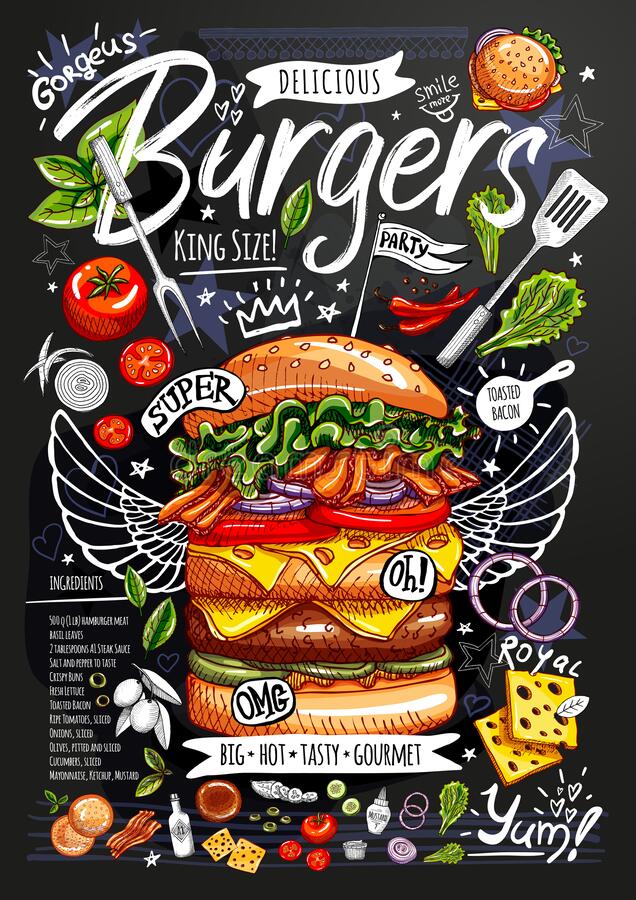 Gorgeus
DELICIOUS
Smile
more
Burgers
KING SIZE!
PARTY
SUPER
TOASTED
BACON
Oh!
INGREDIENTS
500 g (1 lb) hamburger meat
basil leaves
2 tablespoons A1 Steak Sauce
Salt and pepper to taste
Crispy Buns
Fresh Lettuce
Toasted Bacon
Ripe Tomatoes, sliced
Onions, sliced
Olives, pitted and sliced
Cucumbers, sliced
Mayonnaise, Ketchup, Mustard
ROYAL
OMG
BIG * HOT * TASTY * GOURMET
MUSTARD
Yum!